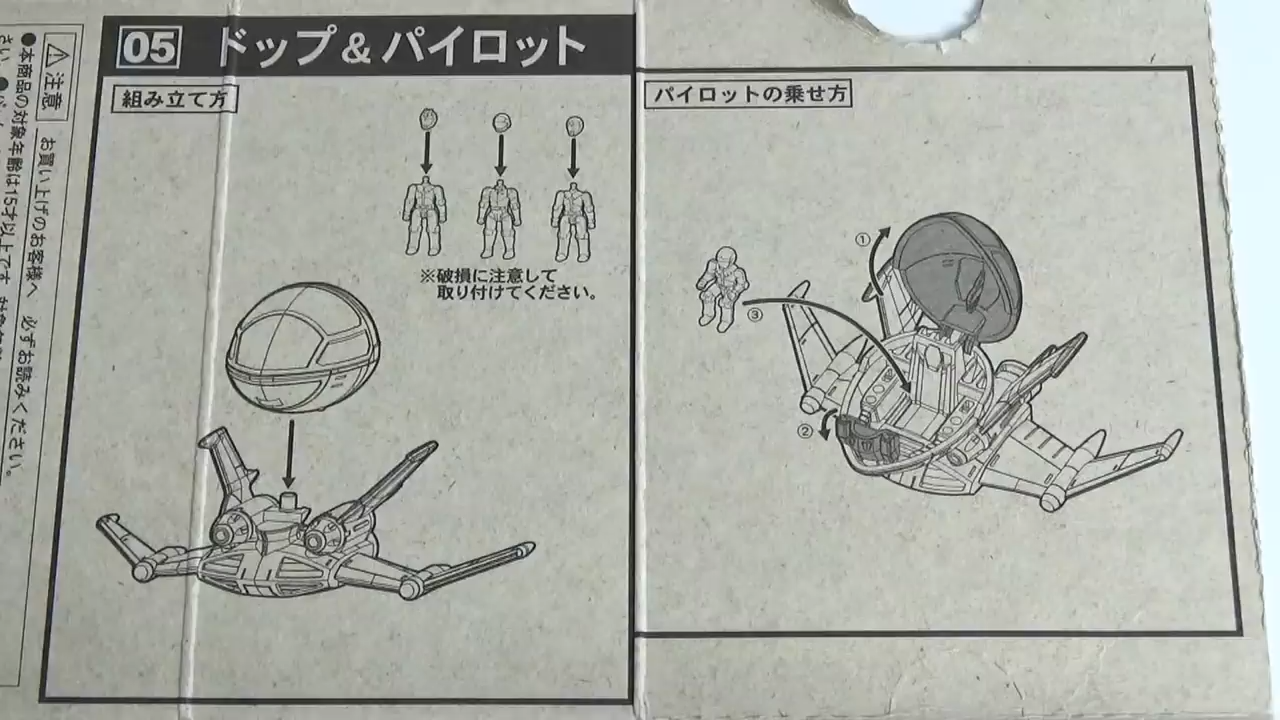 05 ドップ&パイロット
組み立て方
※破損に注意して
取り付けてください。
パイロットの乗せ方
①
③
②
注意
お買い上げのお客様へ 必ずお読みください。
●本商品の対象年齢は15才以上です。